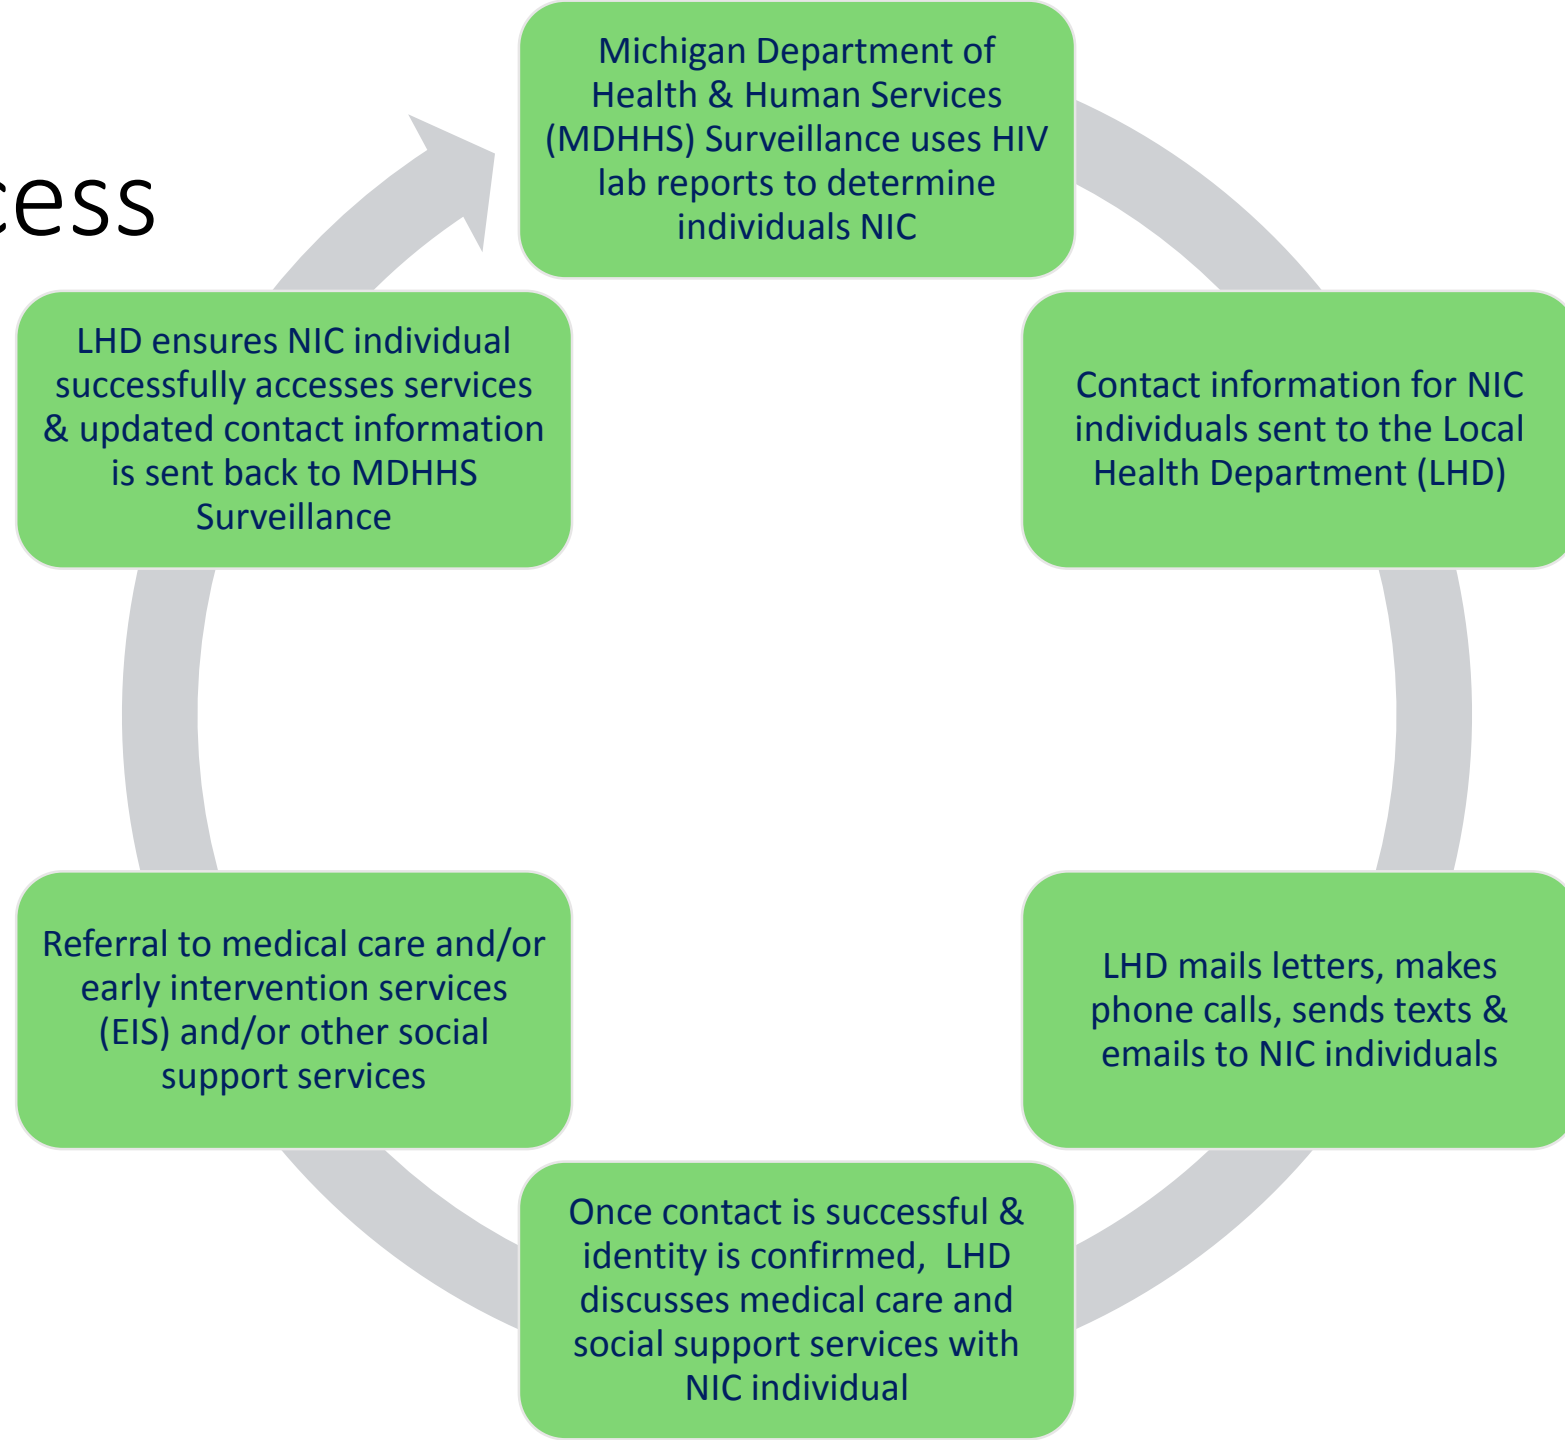 cess
Michigan Department of
Health & Human Services
(MDHHS) Surveillance uses HIV
lab reports to determine
individuals NIC
Contact information for NIC
individuals sent to the Local
Health Department (LHD)
LHD mails letters, makes
phone calls, sends texts &
emails to NIC individuals
Once contact is successful &
identity is confirmed,  LHD
discusses medical care and
social support services with
NIC individual
Referral to medical care and/or
early intervention services
(EIS) and/or other social
support services
LHD ensures NIC individual
successfully accesses services
& updated contact information
is sent back to MDHHS
Surveillance